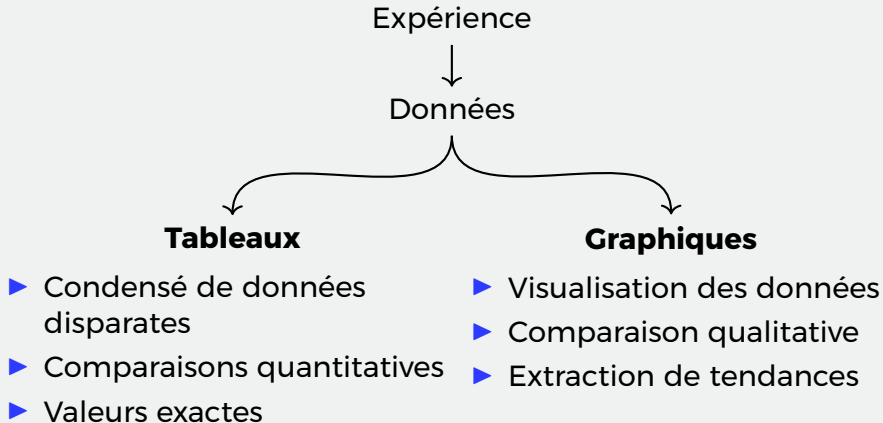 Expérience
Données
Tableaux
Condensé de données
disparates
Comparaisons quantitatives
Valeurs exactes
Graphiques
Visualisation des données
Comparaison qualitative
Extraction de tendances